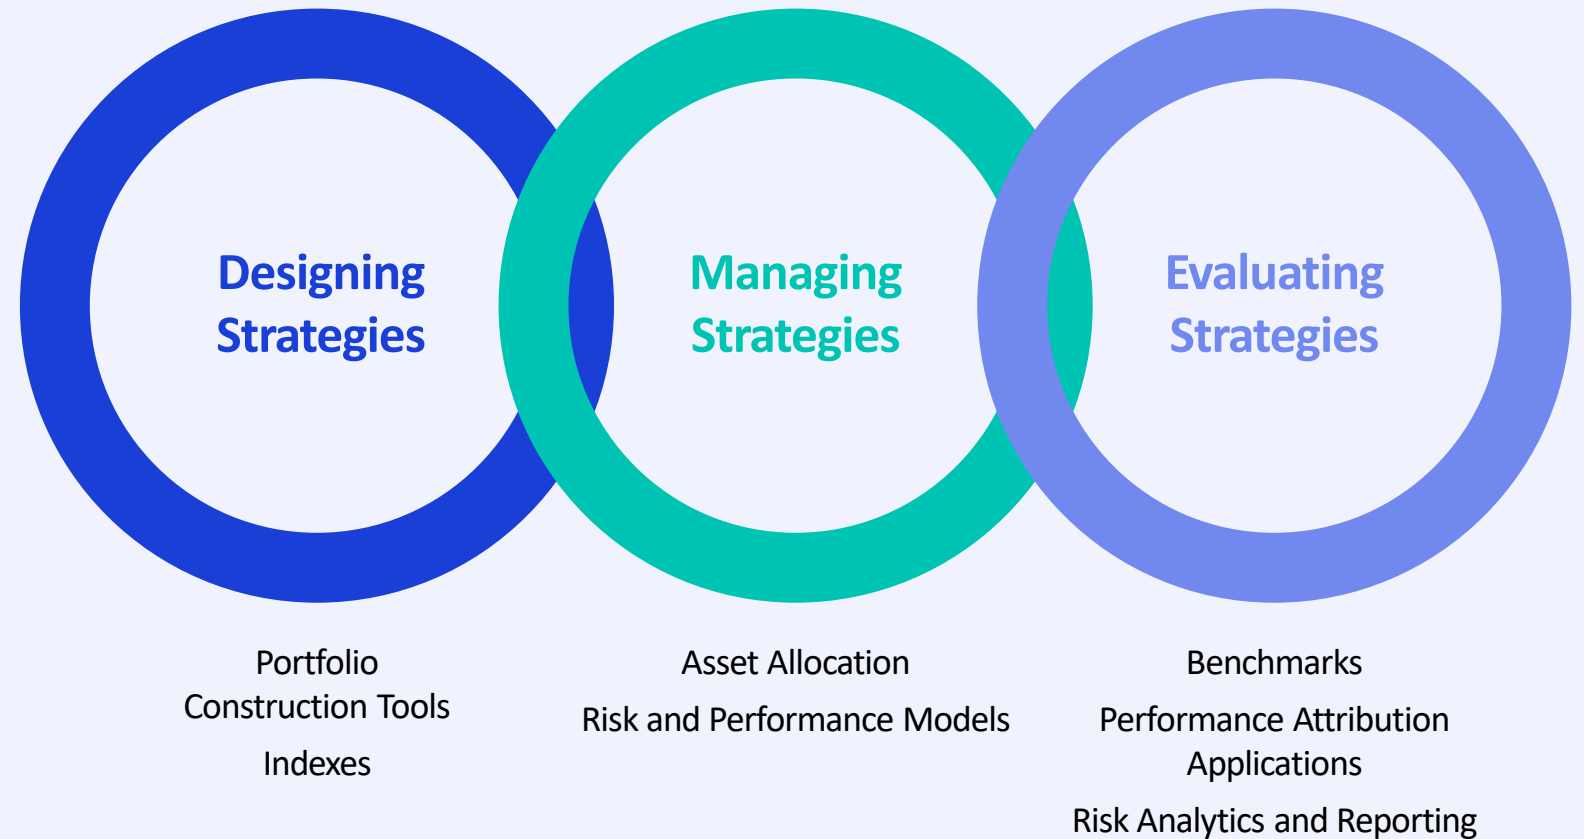 Designing
Strategies
Managing
Strategies
Evaluating
Strategies
Portfolio
Construction Tools
Indexes
Asset Allocation
Risk and Performance Models
Benchmarks
Performance Attribution
Applications
Risk Analytics and Reporting